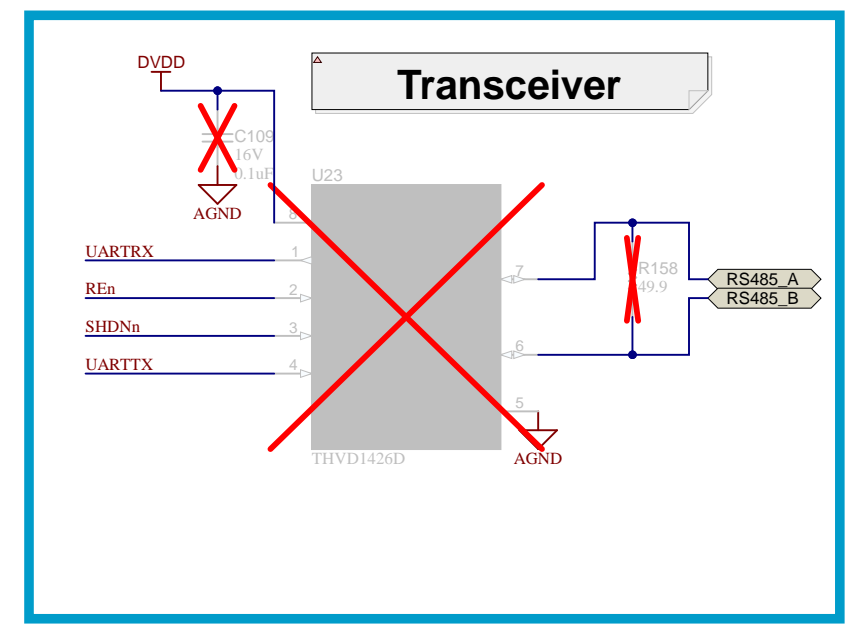 Transceiver
DVDD
C109
16V
0.1uF
AGND
U23
8
UARTRX
1
REn
2
SHDNn
3
UARTTX
4
7
6
5
AGND
THVD1426D
R158
49.9
RS485_A
RS485_B